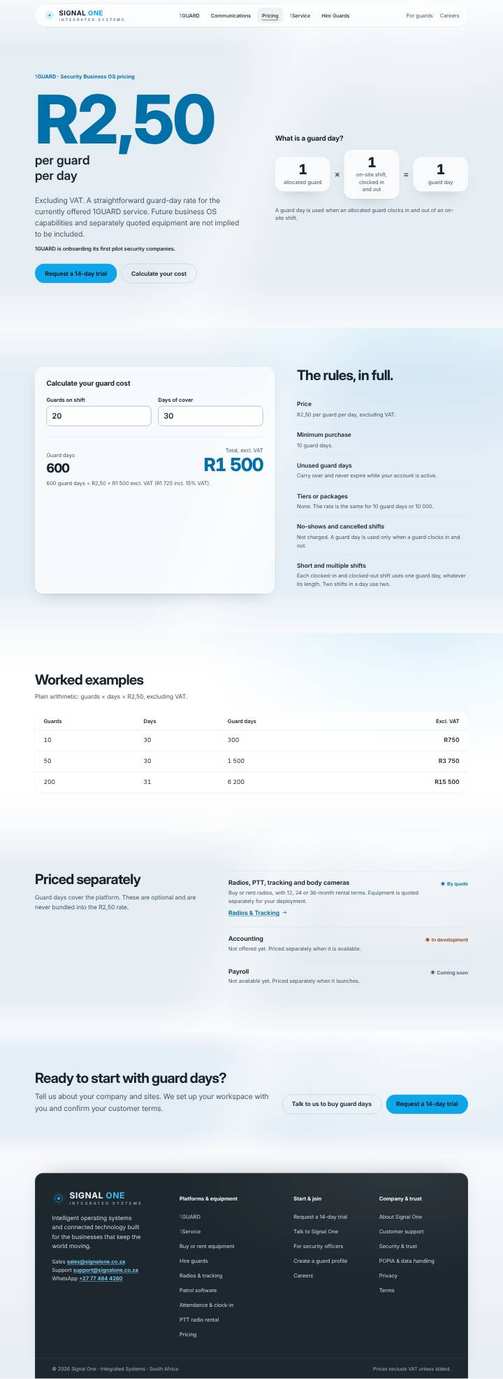 SIGNAL ONE
INTEGRATED SYSTEMS
1GUARD
Communications
Pricing
1Service
Hire Guards
For guards
Careers
1GUARD · Security Business OS pricing
R2,50
per guard
per day
Excluding VAT. A straightforward guard-day rate for the
currently offered 1GUARD service. Future business OS
capabilities and separately quoted equipment are not implied
to be included.
1GUARD is onboarding its first pilot security companies.
Request a 14-day trial
Calculate your cost
What is a guard day?
1
allocated guard
×
1
on-site shift,
clocked in
and out
=
1
guard day
A guard day is used when an allocated guard clocks in and out of an on-
site shift.
Calculate your guard cost
Guards on shift
Days of cover
20
30
Guard days
600
Total, excl. VAT
R1 500
600 guard days × R2,50 = R1 500 excl. VAT (R1 725 incl. 15% VAT).
The rules, in full.
Price
R2,50 per guard per day, excluding VAT.
Minimum purchase
10 guard days.
Unused guard days
Carry over and never expire while your account is active.
Tiers or packages
None. The rate is the same for 10 guard days or 10 000.
No-shows and cancelled shifts
Not charged. A guard day is used only when a guard clocks in and
out.
Short and multiple shifts
Each clocked-in and clocked-out shift uses one guard day, whatever
its length. Two shifts in a day use two.
Worked examples
Plain arithmetic: guards × days × R2,50, excluding VAT.
Guards Days Guard days Excl. VAT
10 30 300 R750
50 30 1 500 R3 750
200 31 6 200 R15 500
Priced separately
Guard days cover the platform. These are optional and are
never bundled into the R2,50 rate.
Radios, PTT, tracking and body cameras
By quote
Buy or rent radios, with 12, 24 or 36-month rental terms. Equipment is quoted
separately for your deployment.
Radios & Tracking →
Accounting
In development
Not offered yet. Priced separately when it is available.
Payroll
Coming soon
Not available yet. Priced separately when it launches.
Ready to start with guard days?
Tell us about your company and sites. We set up your workspace with
you and confirm your customer terms.
Talk to us to buy guard days
Request a 14-day trial
SIGNAL ONE
INTEGRATED SYSTEMS
Intelligent operating systems
and connected technology built
for the businesses that keep the
world moving.
Sales sales@signalone.co.za
Support support@signalone.co.za
WhatsApp +27 77 464 4260
Platforms & equipment
1GUARD
1Service
Buy or rent equipment
Hire guards
Radios & tracking
Patrol software
Attendance & clock-in
PTT radio rental
Pricing
Start & join
Request a 14-day trial
Talk to Signal One
For security officers
Create a guard profile
Careers
Company & trust
About Signal One
Customer support
Security & trust
POPIA & data handling
Privacy
Terms
© 2026 Signal One · Integrated Systems · South Africa
Prices exclude VAT unless stated.